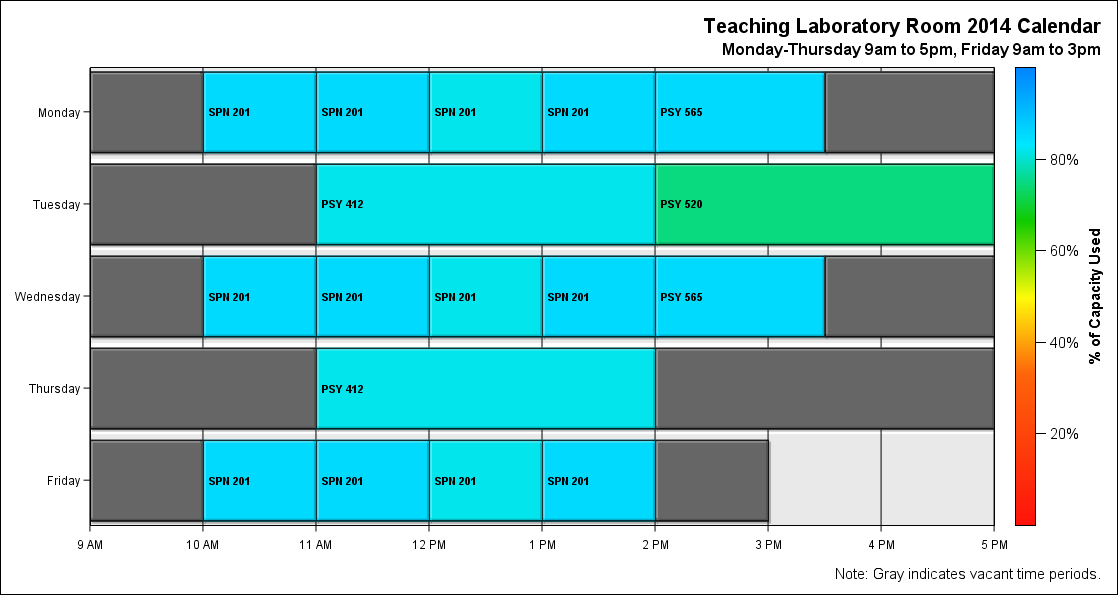 Teaching Laboratory Room 2014 Calendar
Monday-Thursday 9am to 5pm, Friday 9am to 3pm
Monday SPN 201 SPN 201 SPN 201 SPN 201 PSY 565
Tuesday PSY 412 PSY 520
Wednesday SPN 201 SPN 201 SPN 201 SPN 201 PSY 565
Thursday PSY 412
Friday SPN 201 SPN 201 SPN 201 SPN 201
9 AM 10 AM 11 AM 12 PM 1 PM 2 PM 3 PM 4 PM 5 PM
80%
60%
40%
20%
% of Capacity Used
Note: Gray indicates vacant time periods.